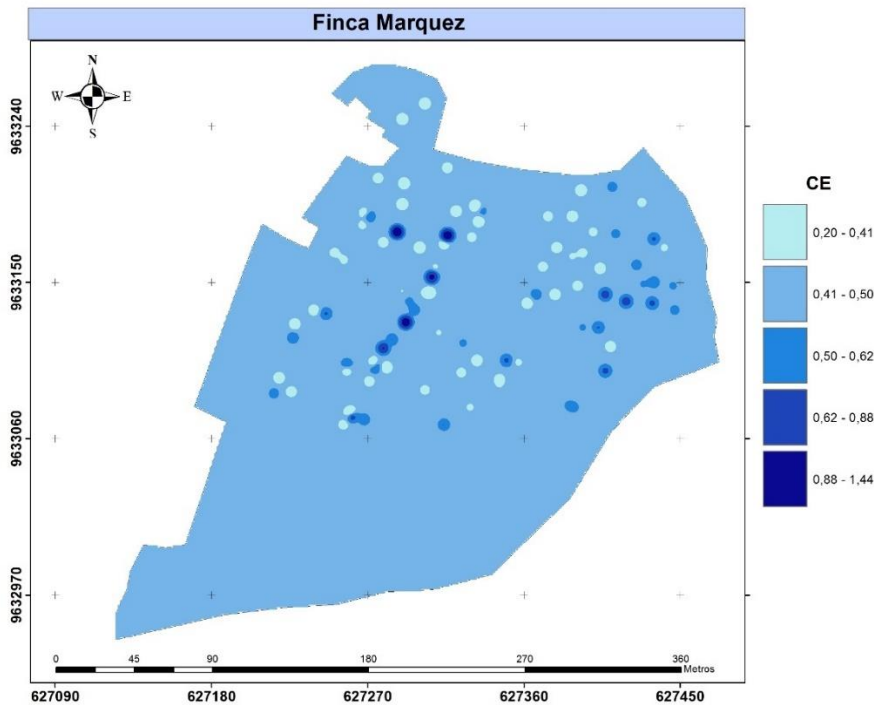 Finca Marquez
N
W E
S
9633240
9633150
9633060
9632970
CE
0,20 - 0,41
0,41 - 0,50
0,50 - 0,62
0,62 - 0,88
0,88 - 1,44
0 45 90 180 270 360
Metros
627090 627180 627270 627360 627450